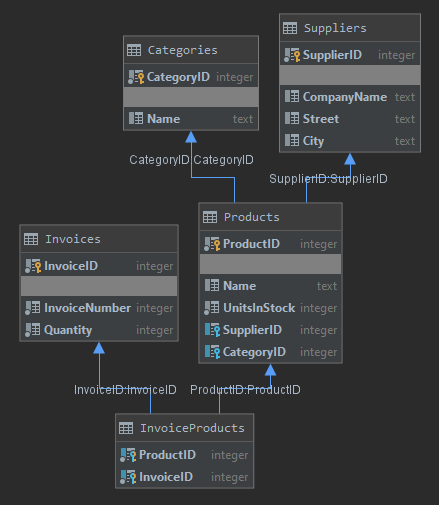 Suppliers
SupplierID integer
CompanyName text
Street text
City text
Categories
CategoryID integer
Name text
CategoryID:CategoryID
SupplierID:SupplierID
Products
ProductID integer
Name text
UnitsInStock integer
SupplierID integer
CategoryID integer
Invoices
InvoiceID integer
InvoiceNumber integer
Quantity integer
InvoiceID:InvoiceID
ProductID:ProductID
InvoiceProducts
ProductID integer
InvoiceID integer